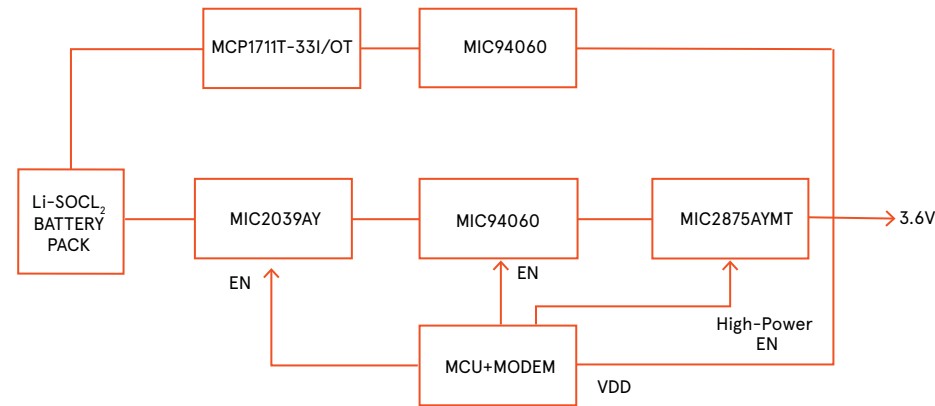 MCP1711T-33I/OT
MIC94060
Li-SOCL₂
BATTERY
PACK
MIC2039AY
MIC94060
MIC2875AYMT
3.6V
EN
EN
High-Power
EN
MCU+MODEM
VDD